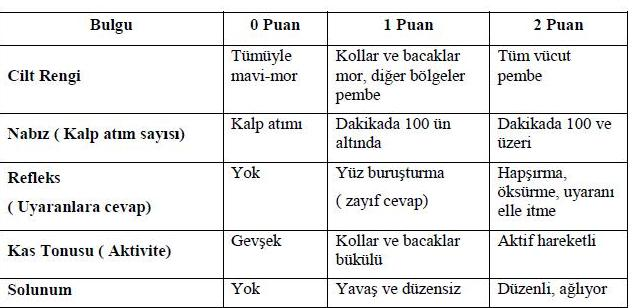 Bulgu 0 Puan 1 Puan 2 Puan
Cilt Rengi
Tümüyle
mavi-mor
Kollar ve bacaklar
mor, diğer bölgeler
pembe
Tüm vücut
pembe
Nabız ( Kalp atım sayısı)
Kalp atımı
Dakikada 100 ün
altında
Dakikada 100 ve
üzeri
Refleks
( Uyaranlara cevap)
Yok
Yüz buruşturma
( zayıf cevap)
Hapşırma,
öksürme, uyaranı
elle itme
Kas Tonusu ( Aktivite)
Gevşek
Kollar ve bacaklar
bükülü
Aktif hareketli
Solunum
Yok
Yavaş ve düzensiz
Düzenli, ağlıyor